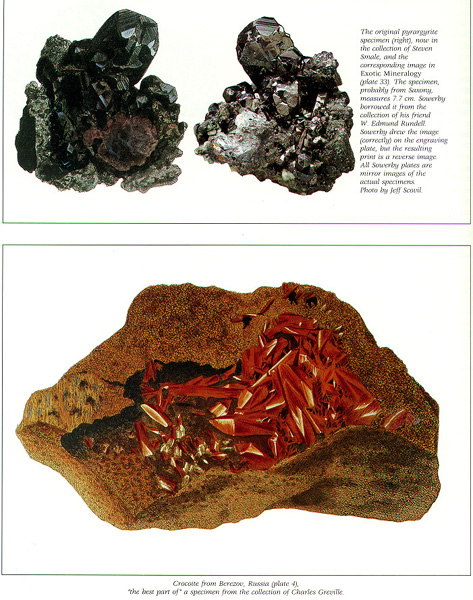 The original pyrargyrite
specimen (right), now in
the collection of Steven
Smale, and the
corresponding image in
Exotic Mineralogy
(plate 33). The specimen,
probably from Saxony,
measures 7.7 cm. Sowerby
borrowed it from the
collection of his friend
W. Edmund Rundell.
Sowerby drew the image
(correctly) on the engraving
plate, but the resulting
print is a reverse image.
All Sowerby plates are
mirror images of the
actual specimens.
Photo by Jeff Scovil.
Crocoite from Berezov, Russia (plate 4),
"the best part of" a specimen from the collection of Charles Greville.